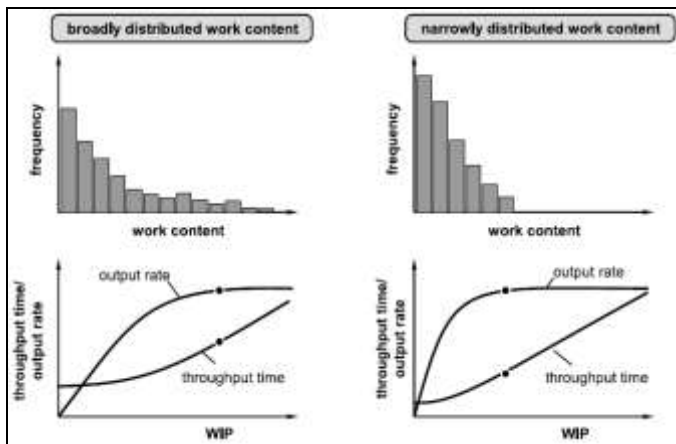 broadly distributed work content
narrowly distributed work content
frequency
work content
frequency
work content
throughput time/
output rate
output rate
throughput time
WIP
throughput time/
output rate
output rate
throughput time
WIP